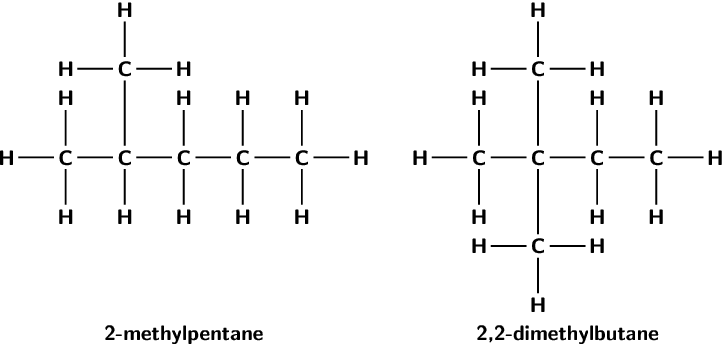 H H
H C H H C H
H H H H H H H
H C C C C C H H C C C C H
H H H H H H H H
H C H
H
2-methylpentane 2,2-dimethylbutane